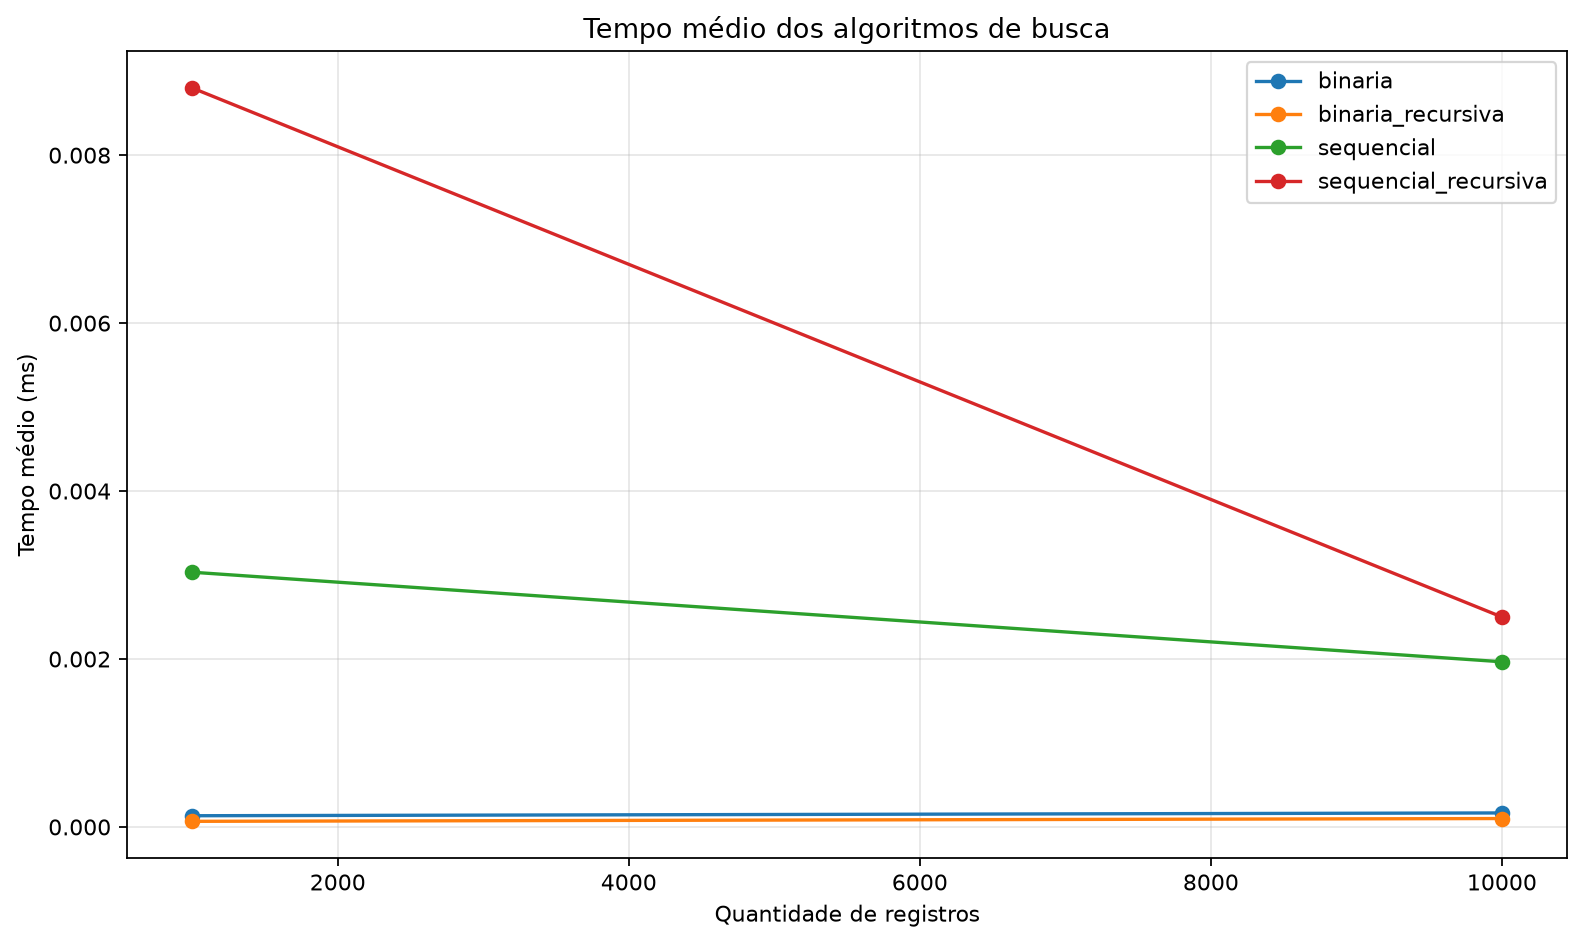 Tempo médio dos algoritmos de busca
binaria
binaria_recursiva
sequencial
sequencial_recursiva
Tempo médio (ms)
0.008
0.006
0.004
0.002
0.000
2000
4000
6000
8000
10000
Quantidade de registros